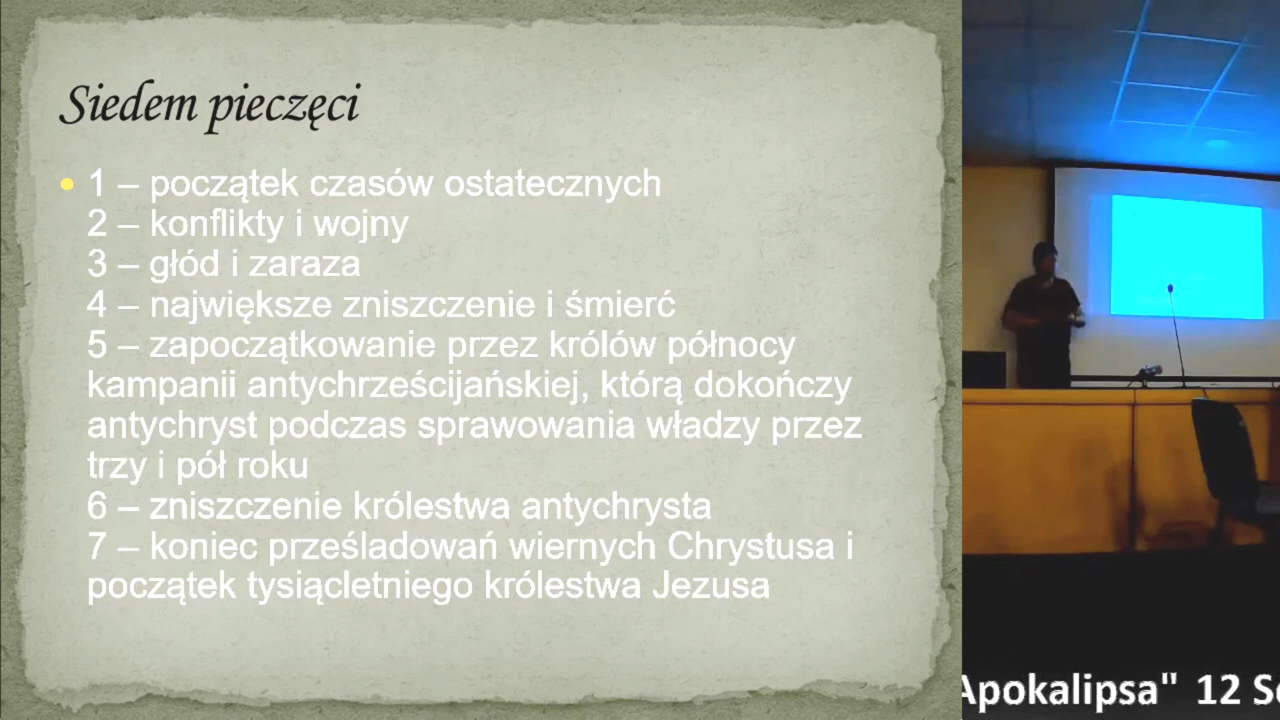 Siedem pieczęci
• 1 – początek czasów ostatecznych
2 – konflikty i wojny
3 – głód i zaraza
4 – największe zniszczenie i śmierć
5 – zapoczątkowanie przez królów północy
kampanii antychrześcijańskiej, którą dokończy
antychryst podczas sprawowania władzy przez
trzy i pół roku
6 – zniszczenie królestwa antychrysta
7 – koniec prześladowań wiernych Chrystusa i
początek tysiącletniego królestwa Jezusa
Apokalipsa" 12